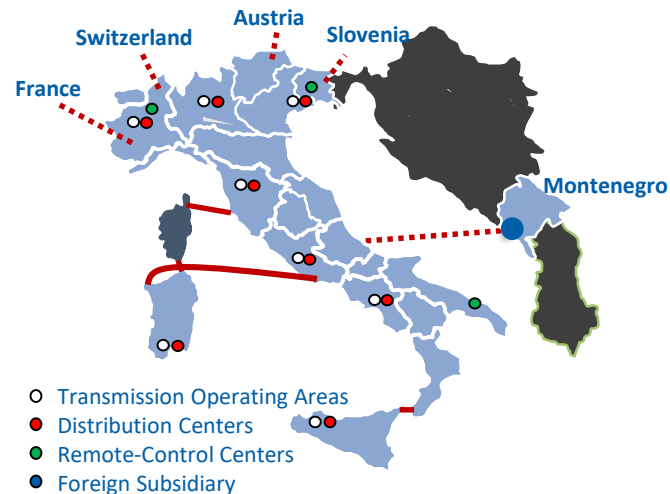 Austria
Switzerland
Slovenia
France
Montenegro
Transmission Operating Areas
Distribution Centers
Remote-Control Centers
Foreign Subsidiary